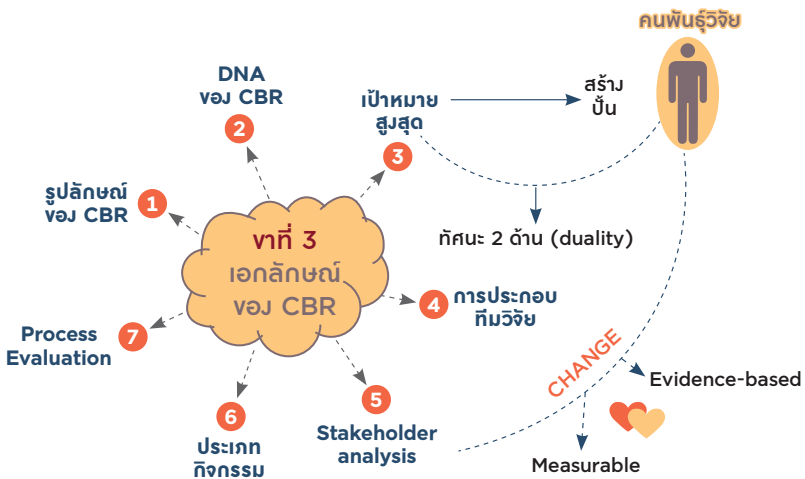 คนพันธุ์วิจัย
DNA
ของ CBR
2
เป้าหมาย
สูงสุด
3
สร้าง
ปั้น
รูปลักษณ์
ของ CBR
1
ทัศนะ 2 ด้าน (duality)
ขาที่ 3
เอกลักษณ์
ของ CBR
4
การประกอบ
ทีมวิจัย
Process
Evaluation
7
CHANGE
Evidence-based
5
Stakeholder
analysis
6
ประเภท
กิจกรรม
Measurable